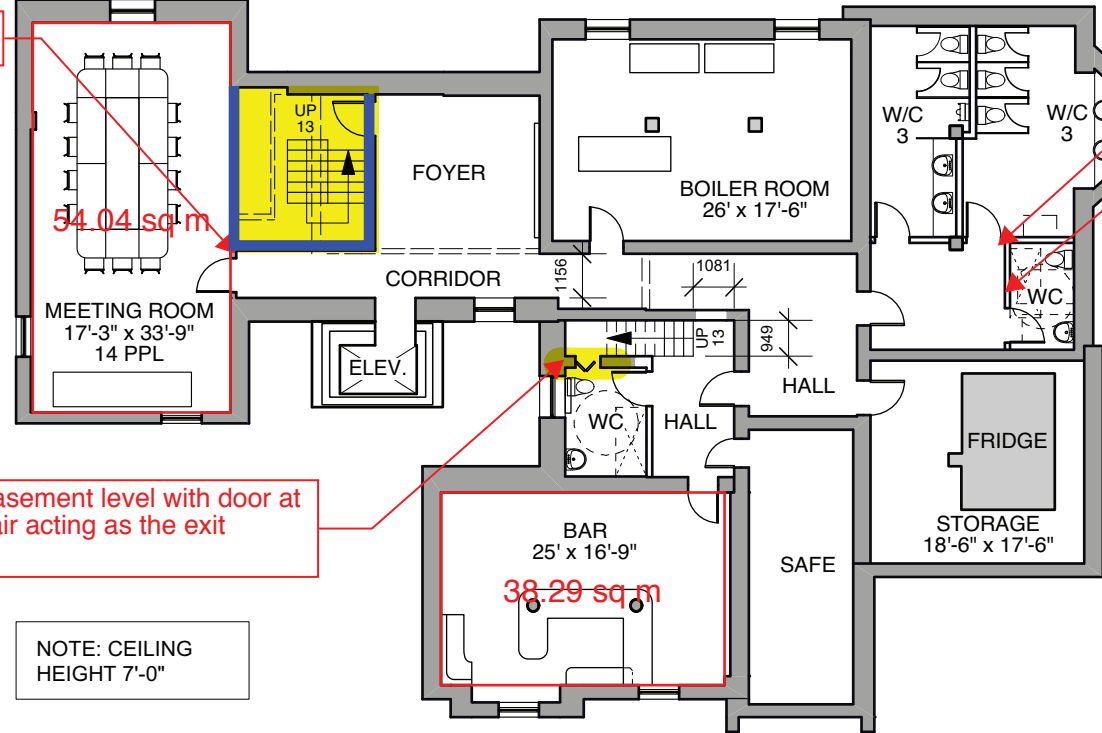 UP
13
FOYER
W/C
3
W/C
3
BOILER ROOM
26' x 17'-6"
54.04 sq m
MEETING ROOM
17'-3" x 33'-9"
14 PPL
CORRIDOR
1156
1081
949
UP
13
WC
ELEV.
HALL
WC
HALL
FRIDGE
STORAGE
18'-6" x 17'-6"
asement level with door at
air acting as the exit
BAR
25' x 16'-9"
38.29 sq m
SAFE
NOTE: CEILING
HEIGHT 7'-0"